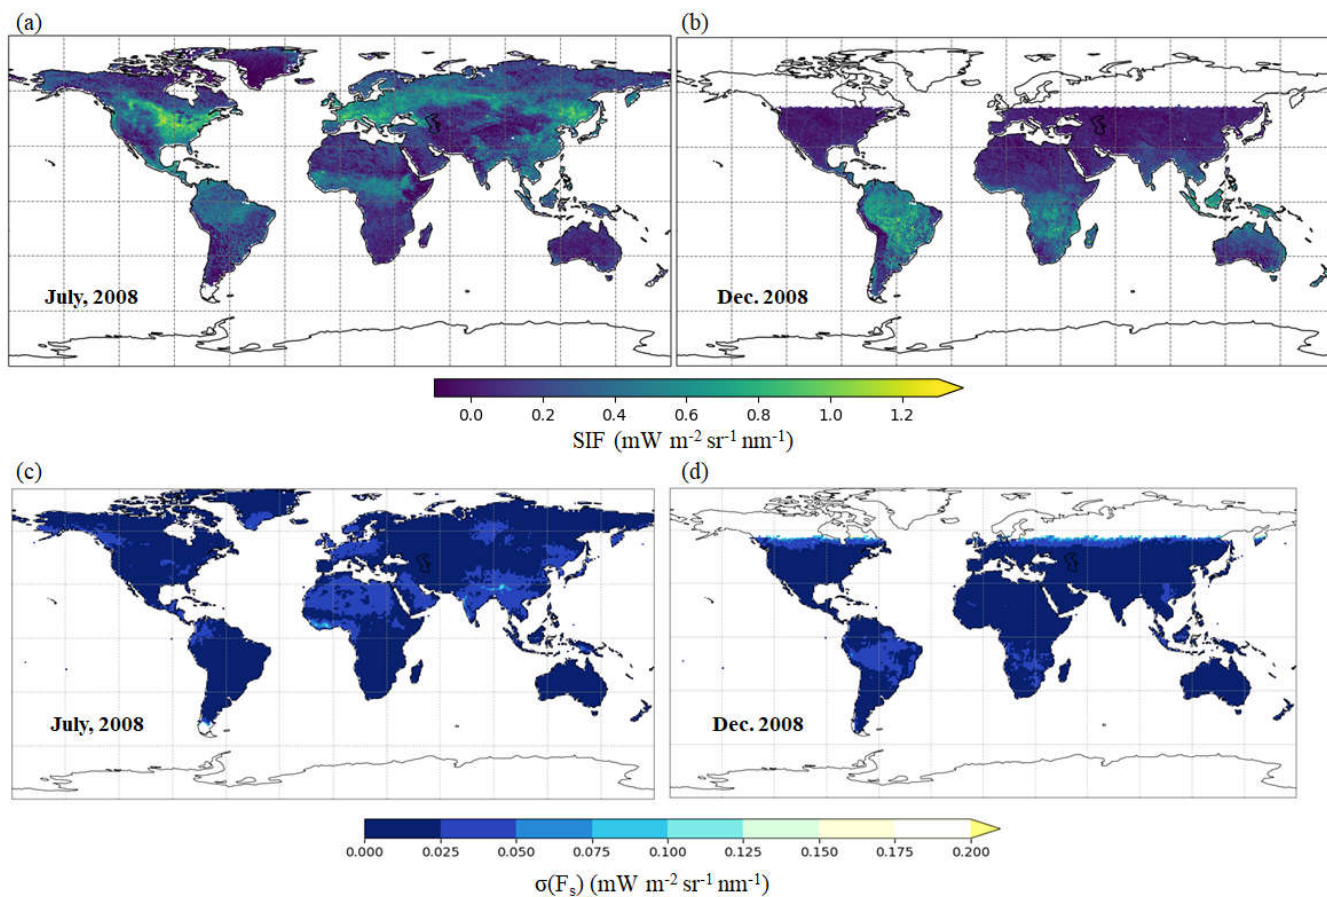 (a)
(b)
July, 2008
Dec. 2008
0.0 0.2 0.4 0.6 0.8 1.0 1.2
SIF (mW m⁻² sr⁻¹ nm⁻¹)
(c)
(d)
July, 2008
Dec. 2008
0.000 0.025 0.050 0.075 0.100 0.125 0.150 0.175 0.200
σ(Fₛ) (mW m⁻² sr⁻¹ nm⁻¹)